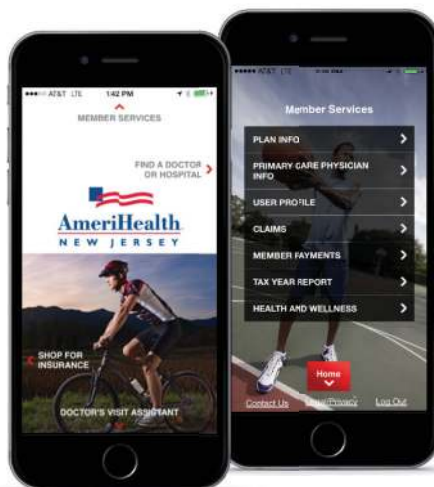 AT&T LTE 1:42 PM
MEMBER SERVICES
FIND A DOCTOR
OR HOSPITAL
AmeriHealth
NEW JERSEY
SHOP FOR
INSURANCE
DOCTOR'S VISIT ASSISTANT
AT&T LTE
Member Services
PLAN INFO
PRIMARY CARE PHYSICIAN
INFO
USER PROFILE
CLAIMS
MEMBER PAYMENTS
TAX YEAR REPORT
HEALTH AND WELLNESS
Home
Contact Us Legal/Privacy Log Out